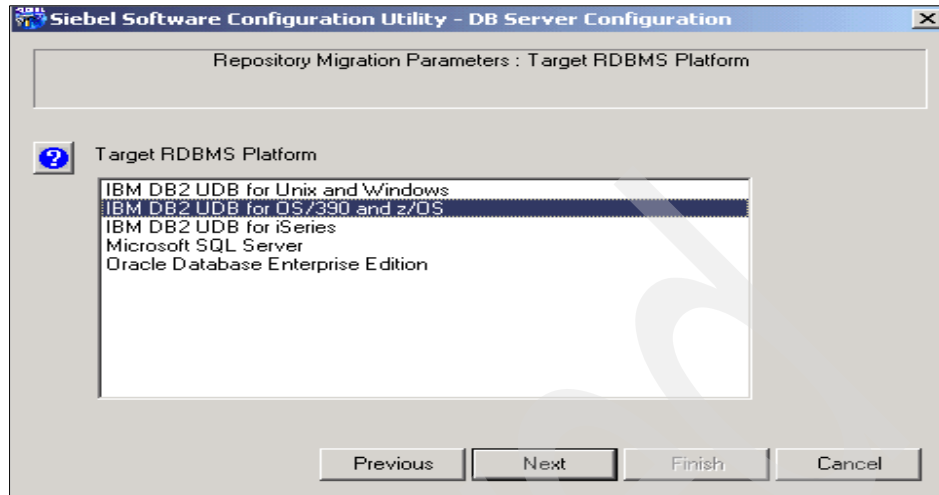 Siebel Software Configuration Utility - DB Server Configuration
Repository Migration Parameters : Target RDBMS Platform
Target RDBMS Platform
IBM DB2 UDB for Unix and Windows
IBM DB2 UDB for OS/390 and z/OS
IBM DB2 UDB for iSeries
Microsoft SQL Server
Oracle Database Enterprise Edition
Previous Next Finish Cancel